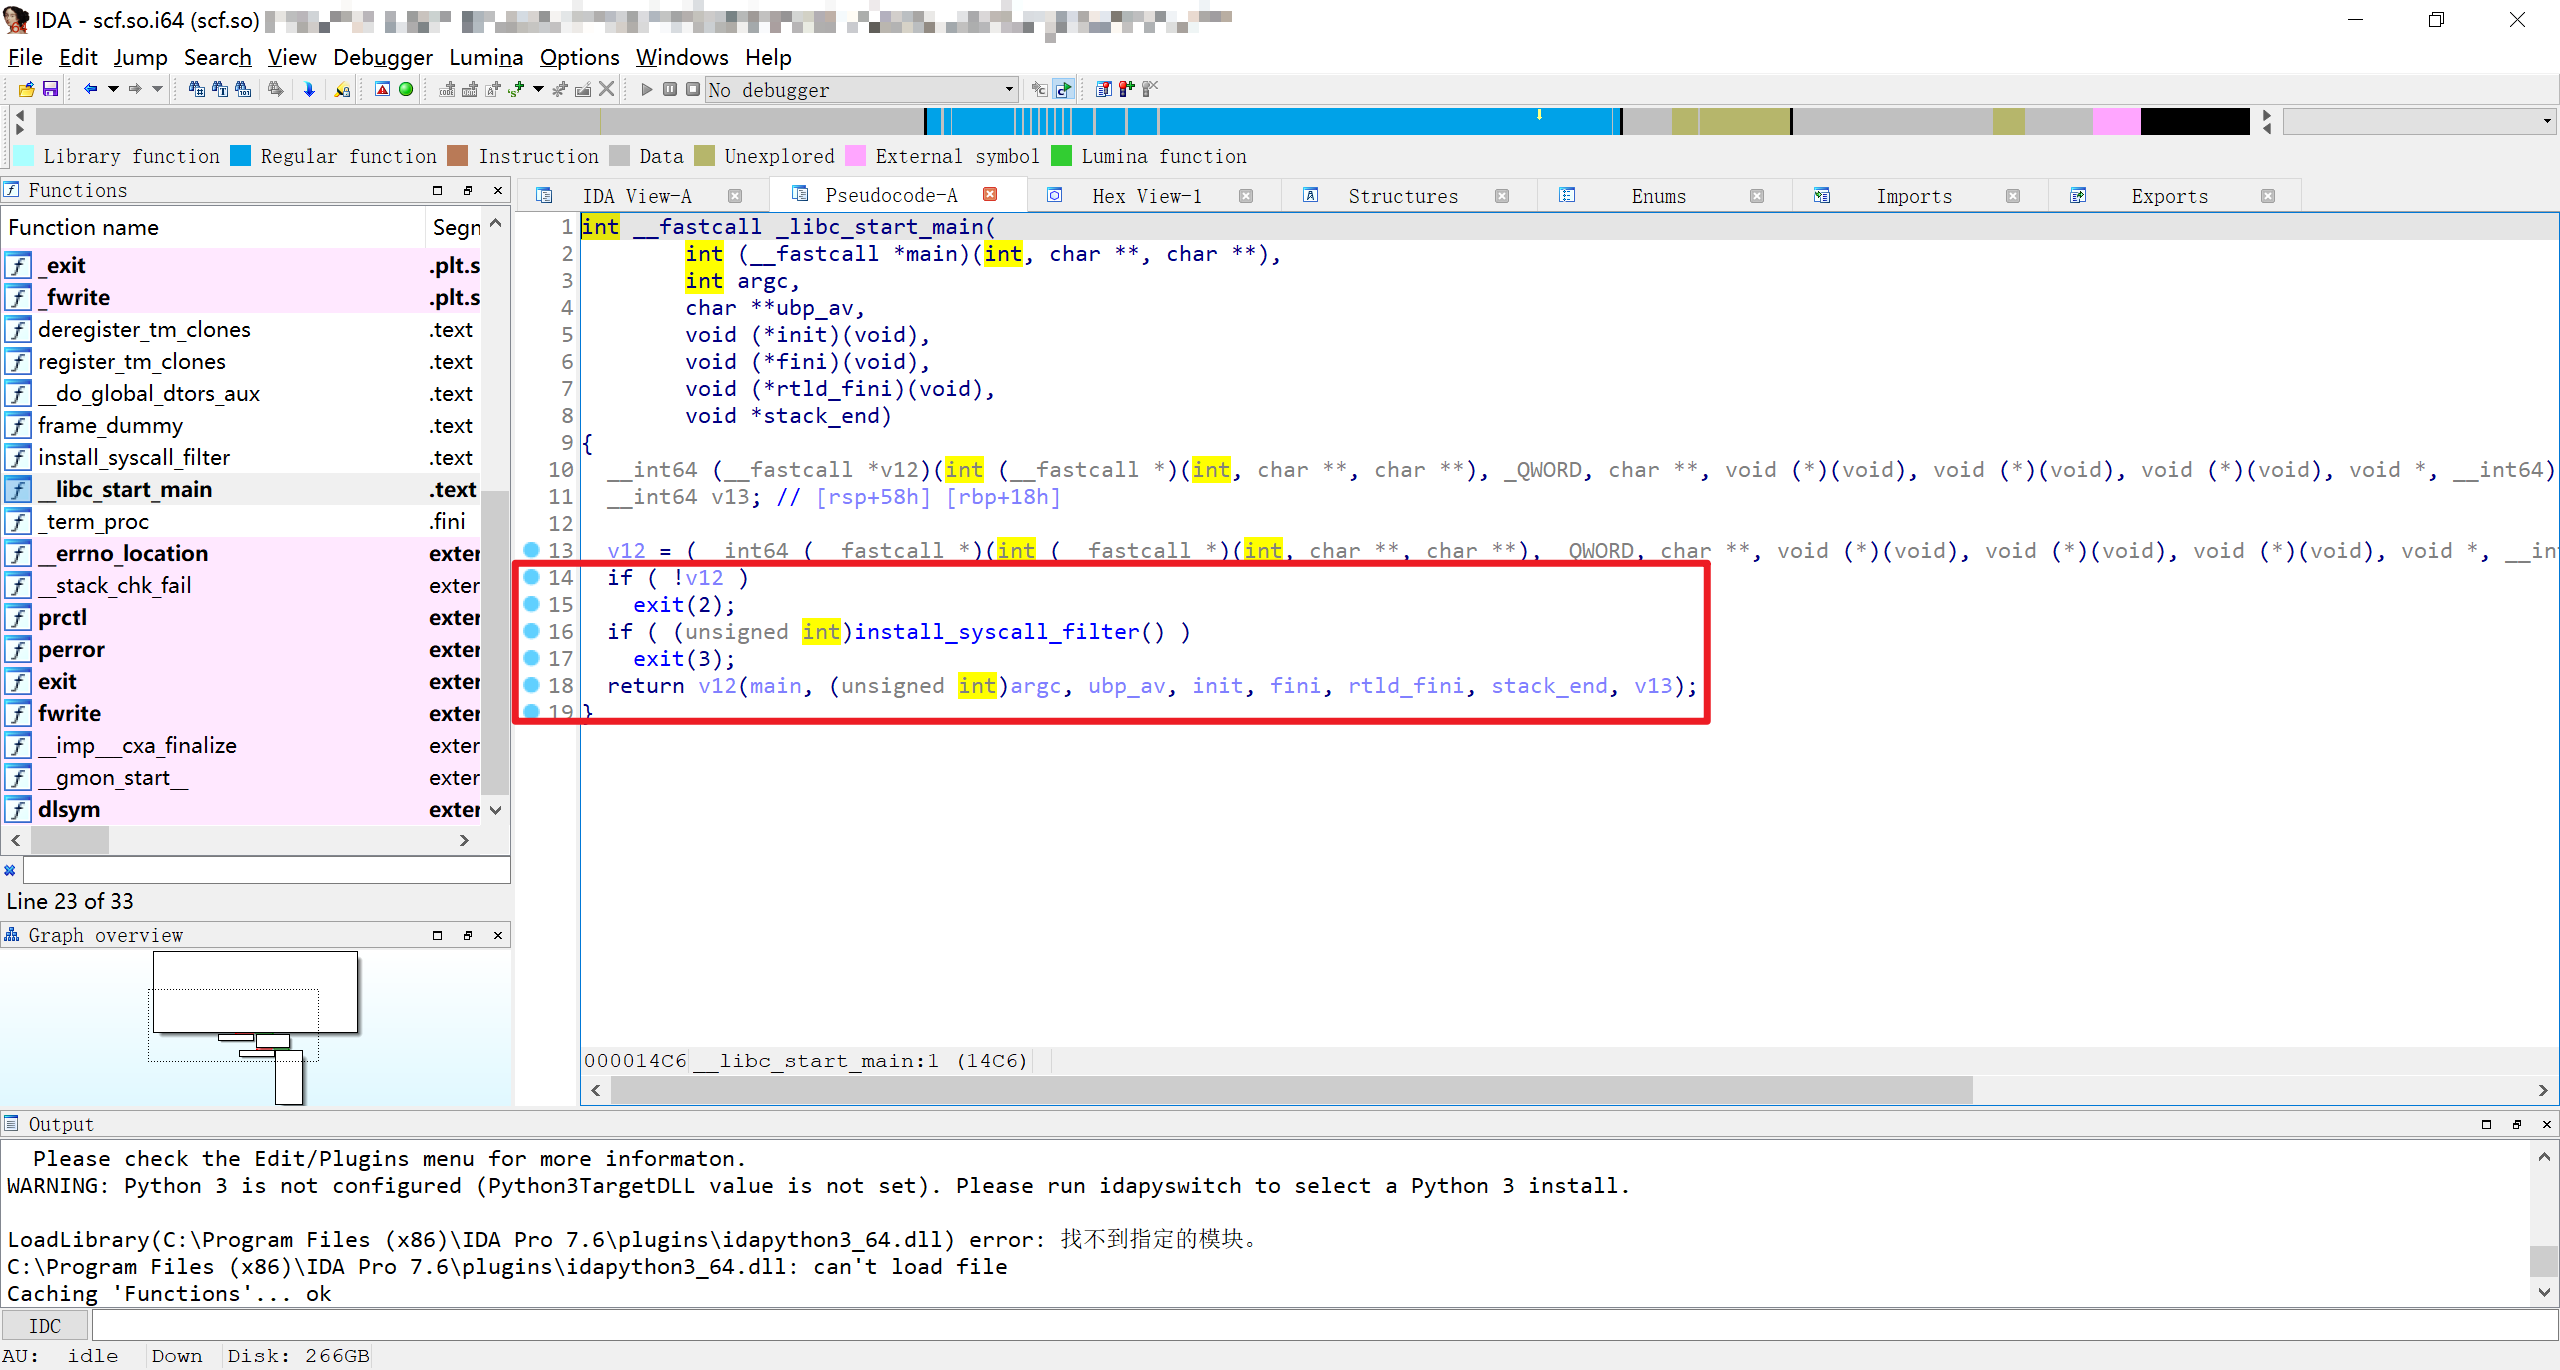 IDA - scf.so.i64 (scf.so)
File Edit Jump Search View Debugger Lumina Options Windows Help
No debugger
Library function Regular function Instruction Data Unexplored External symbol Lumina function
Functions
Function name Segn
_exit .plt.s
_fwrite .plt.s
deregister_tm_clones .text
register_tm_clones .text
__do_global_dtors_aux .text
frame_dummy .text
install_syscall_filter .text
__libc_start_main .text
_term_proc .fini
__errno_location exter
__stack_chk_fail exter
prctl exter
perror exter
exit exter
fwrite exter
__imp___cxa_finalize exter
__gmon_start__ exter
dlsym exter
Line 23 of 33
Graph overview
IDA View-A Pseudocode-A Hex View-1 Structures Enums Imports Exports
1 int __fastcall _libc_start_main(
2 int (__fastcall *main)(int, char **, char **),
3 int argc,
4 char **ubp_av,
5 void (*init)(void),
6 void (*fini)(void),
7 void (*rtld_fini)(void),
8 void *stack_end)
9 {
10 __int64 (__fastcall *v12)(int (__fastcall *)(int, char **, char **), _QWORD, char **, void (*)(void), void (*)(void), void (*)(void), void *, __int64)
11 __int64 v13; // [rsp+58h] [rbp+18h]
12
13 v12 = (__int64 (__fastcall *)(int (__fastcall *)(int, char **, char **), _QWORD, char **, void (*)(void), void (*)(void), void (*)(void), void *, __in
14 if ( !v12 )
15 exit(2);
16 if ( (unsigned int)install_syscall_filter() )
17 exit(3);
18 return v12(main, (unsigned int)argc, ubp_av, init, fini, rtld_fini, stack_end, v13);
19 }
000014C6 __libc_start_main:1 (14C6)
Output
Please check the Edit/Plugins menu for more informaton.
WARNING: Python 3 is not configured (Python3TargetDLL value is not set). Please run idapyswitch to select a Python 3 install.
LoadLibrary(C:\Program Files (x86)\IDA Pro 7.6\plugins\idapython3_64.dll) error: 找不到指定的模块。
C:\Program Files (x86)\IDA Pro 7.6\plugins\idapython3_64.dll: can't load file
Caching 'Functions'... ok
IDC
AU: idle Down Disk: 266GB